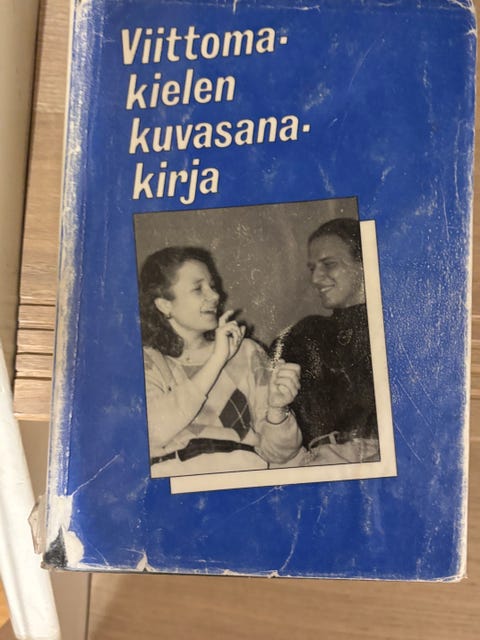 Viittoma-
kielen
kuvasana-
kirja